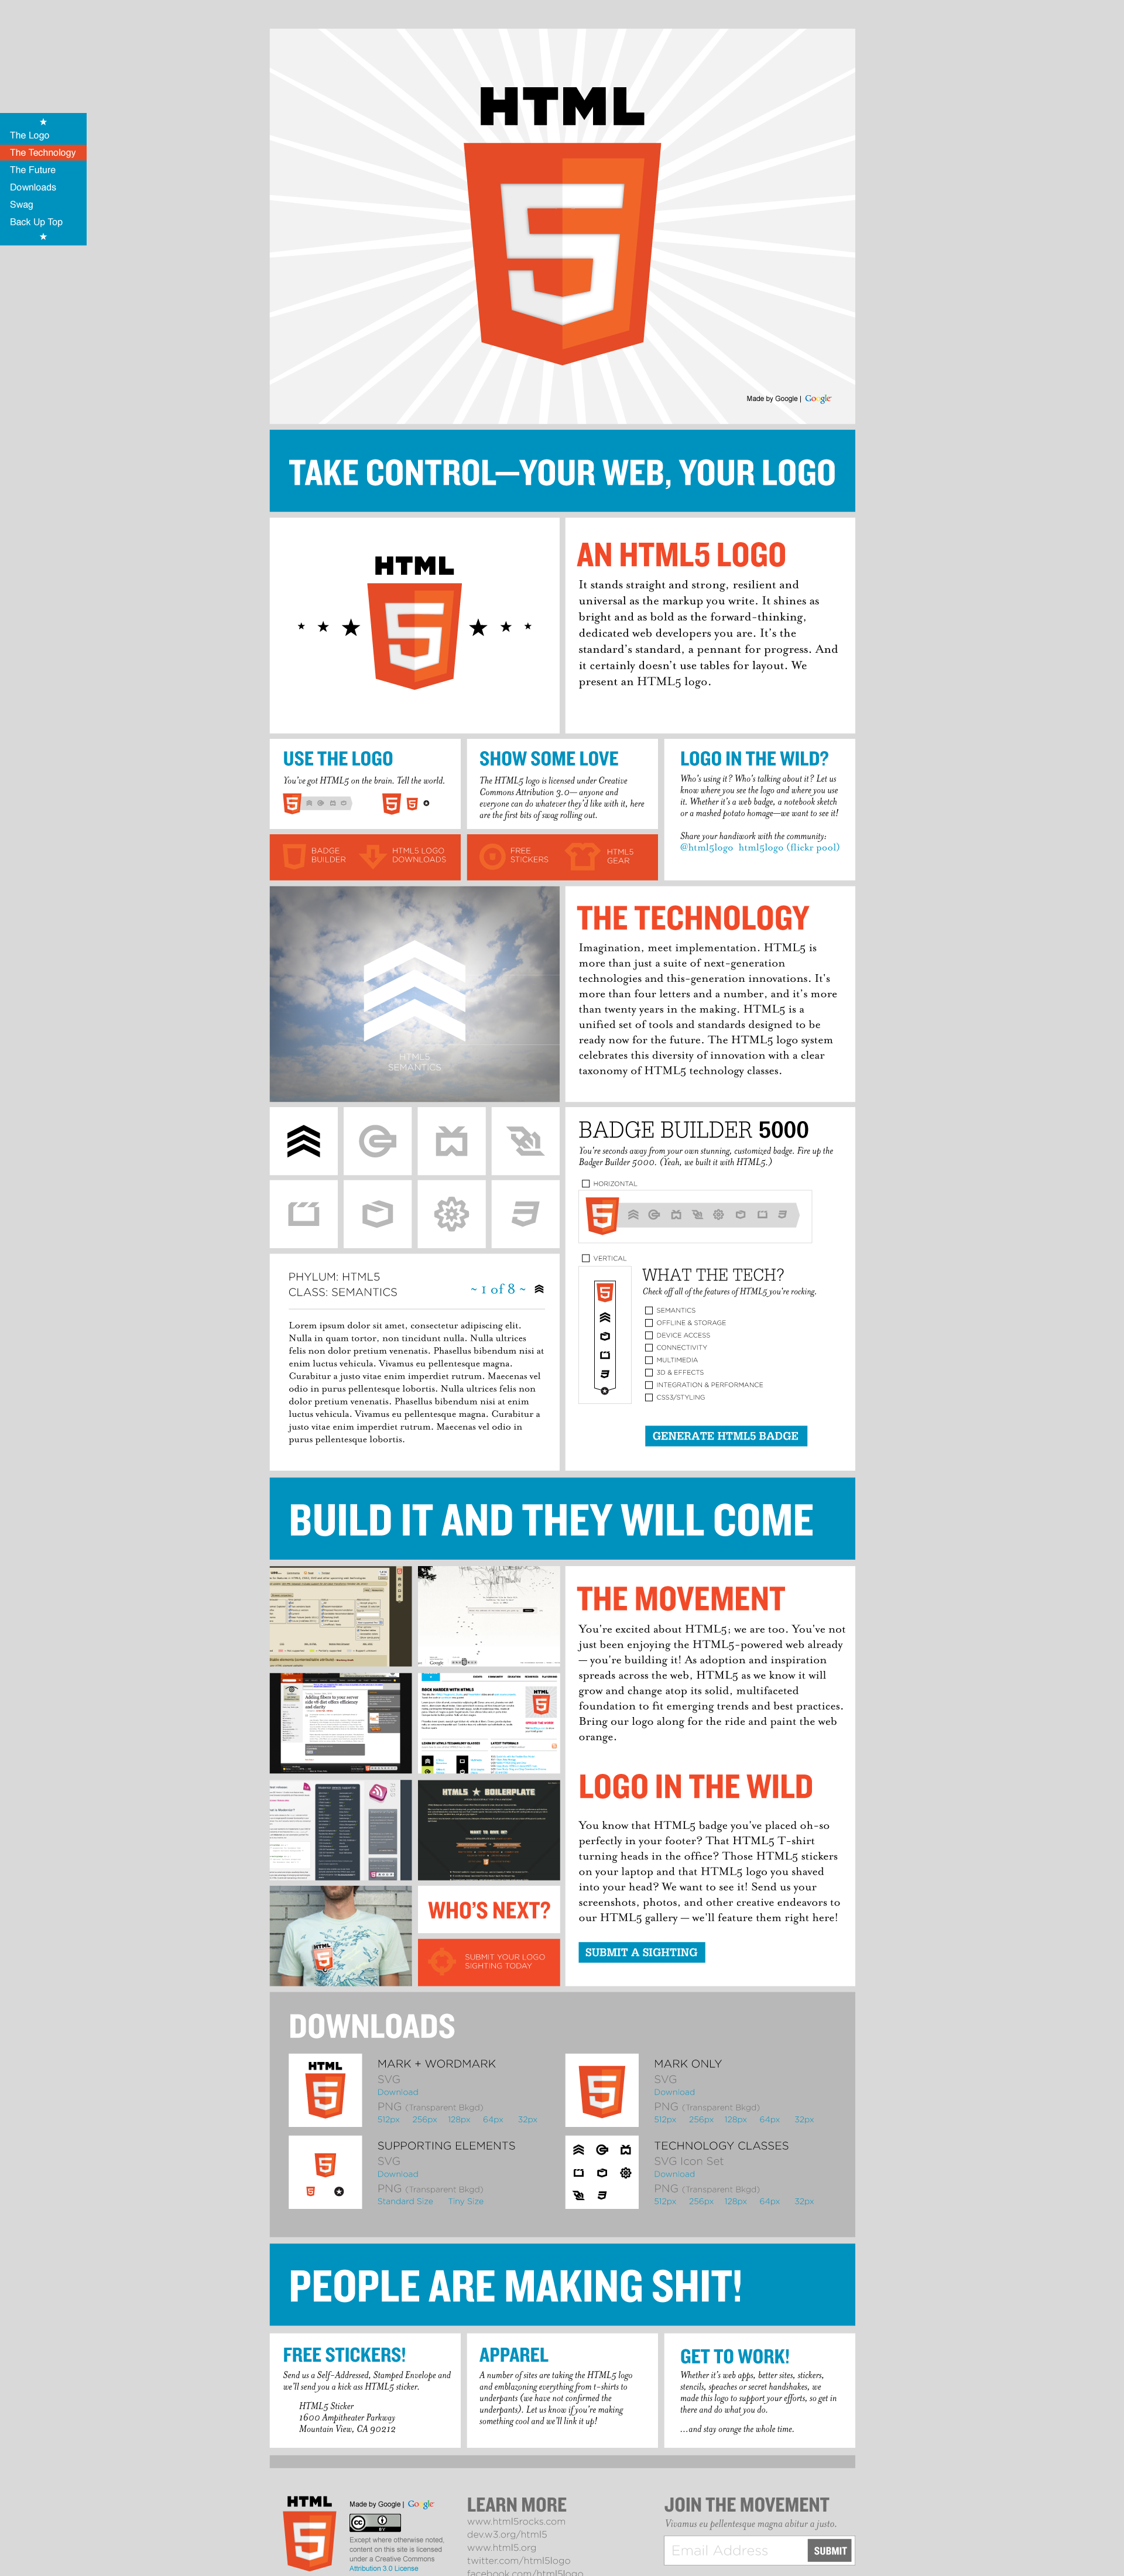 ★
The Logo
The Technology
The Future
Downloads
Swag
Back Up Top
★
HTML
5
Made by Google | Google
TAKE CONTROL—YOUR WEB, YOUR LOGO
HTML
5
AN HTML5 LOGO
It stands straight and strong, resilient and
universal as the markup you write. It shines as
bright and as bold as the forward-thinking,
dedicated web developers you are. It's the
standard's standard, a pennant for progress. And
it certainly doesn't use tables for layout. We
present an HTML5 logo.
USE THE LOGO
You've got HTML5 on the brain. Tell the world.
BADGE
BUILDER
HTML5 LOGO
DOWNLOADS
SHOW SOME LOVE
The HTML5 logo is licensed under Creative
Commons Attribution 3.0— anyone and
everyone can do whatever they'd like with it, here
are the first bits of swag rolling out.
FREE
STICKERS
HTML5
GEAR
LOGO IN THE WILD?
Who's using it? Who's talking about it? Let us
know where you see the logo and where you use
it. Whether it's a web badge, a notebook sketch
or a mashed potato homage—we want to see it!
Share your handiwork with the community:
@html5logo html5logo (flickr pool)
HTML5
SEMANTICS
THE TECHNOLOGY
Imagination, meet implementation. HTML5 is
more than just a suite of next-generation
technologies and this-generation innovations. It's
more than four letters and a number, and it's more
than twenty years in the making. HTML5 is a
unified set of tools and standards designed to be
ready now for the future. The HTML5 logo system
celebrates this diversity of innovation with a clear
taxonomy of HTML5 technology classes.
PHYLUM: HTML5
CLASS: SEMANTICS
~ 1 of 8 ~
Lorem ipsum dolor sit amet, consectetur adipiscing elit.
Nulla in quam tortor, non tincidunt nulla. Nulla ultrices
felis non dolor pretium venenatis. Phasellus bibendum nisi at
enim luctus vehicula. Vivamus eu pellentesque magna.
Curabitur a justo vitae enim imperdiet rutrum. Maecenas vel
odio in purus pellentesque lobortis. Nulla ultrices felis non
dolor pretium venenatis. Phasellus bibendum nisi at enim
luctus vehicula. Vivamus eu pellentesque magna. Curabitur a
justo vitae enim imperdiet rutrum. Maecenas vel odio in
purus pellentesque lobortis.
BADGE BUILDER 5000
You're seconds away from your own stunning, customized badge. Fire up the
Badger Builder 5000. (Yeah, we built it with HTML5.)
HORIZONTAL
VERTICAL
WHAT THE TECH?
Check off all of the features of HTML5 you're rocking.
SEMANTICS
OFFLINE & STORAGE
DEVICE ACCESS
CONNECTIVITY
MULTIMEDIA
3D & EFFECTS
INTEGRATION & PERFORMANCE
CSS3/STYLING
GENERATE HTML5 BADGE
BUILD IT AND THEY WILL COME
ROCK HARDER WITH HTML5
HTML5 ★ BOILERPLATE
WHO'S NEXT?
SUBMIT YOUR LOGO
SIGHTING TODAY
THE MOVEMENT
You're excited about HTML5; we are too. You've not
just been enjoying the HTML5-powered web already
— you're building it! As adoption and inspiration
spreads across the web, HTML5 as we know it will
grow and change atop its solid, multifaceted
foundation to fit emerging trends and best practices.
Bring our logo along for the ride and paint the web
orange.
LOGO IN THE WILD
You know that HTML5 badge you've placed oh-so
perfectly in your footer? That HTML5 T-shirt
turning heads in the office? Those HTML5 stickers
on your laptop and that HTML5 logo you shaved
into your head? We want to see it! Send us your
screenshots, photos, and other creative endeavors to
our HTML5 gallery — we'll feature them right here!
SUBMIT A SIGHTING
DOWNLOADS
HTML
5
MARK + WORDMARK
SVG
Download
PNG (Transparent Bkgd)
512px 256px 128px 64px 32px
MARK ONLY
SVG
Download
PNG (Transparent Bkgd)
512px 256px 128px 64px 32px
SUPPORTING ELEMENTS
SVG
Download
PNG (Transparent Bkgd)
Standard Size Tiny Size
TECHNOLOGY CLASSES
SVG Icon Set
Download
PNG (Transparent Bkgd)
512px 256px 128px 64px 32px
PEOPLE ARE MAKING SHIT!
FREE STICKERS!
Send us a Self-Addressed, Stamped Envelope and
we'll send you a kick ass HTML5 sticker.
HTML5 Sticker
1600 Ampitheater Parkway
Mountain View, CA 90212
APPAREL
A number of sites are taking the HTML5 logo
and emblazoning everything from t-shirts to
underpants (we have not confirmed the
underpants). Let us know if you're making
something cool and we'll link it up!
GET TO WORK!
Whether it's web apps, better sites, stickers,
stencils, speaches or secret handshakes, we
made this logo to support your efforts, so get in
there and do what you do.
...and stay orange the whole time.
HTML
5
Made by Google | Google
cc BY
Except where otherwise noted,
content on this site is licensed
under a Creative Commons
Attribution 3.0 License
LEARN MORE
www.html5rocks.com
dev.w3.org/html5
www.html5.org
twitter.com/html5logo
facebook.com/html5logo
JOIN THE MOVEMENT
Vivamus eu pellentesque magna abitur a justo.
Email Address
SUBMIT